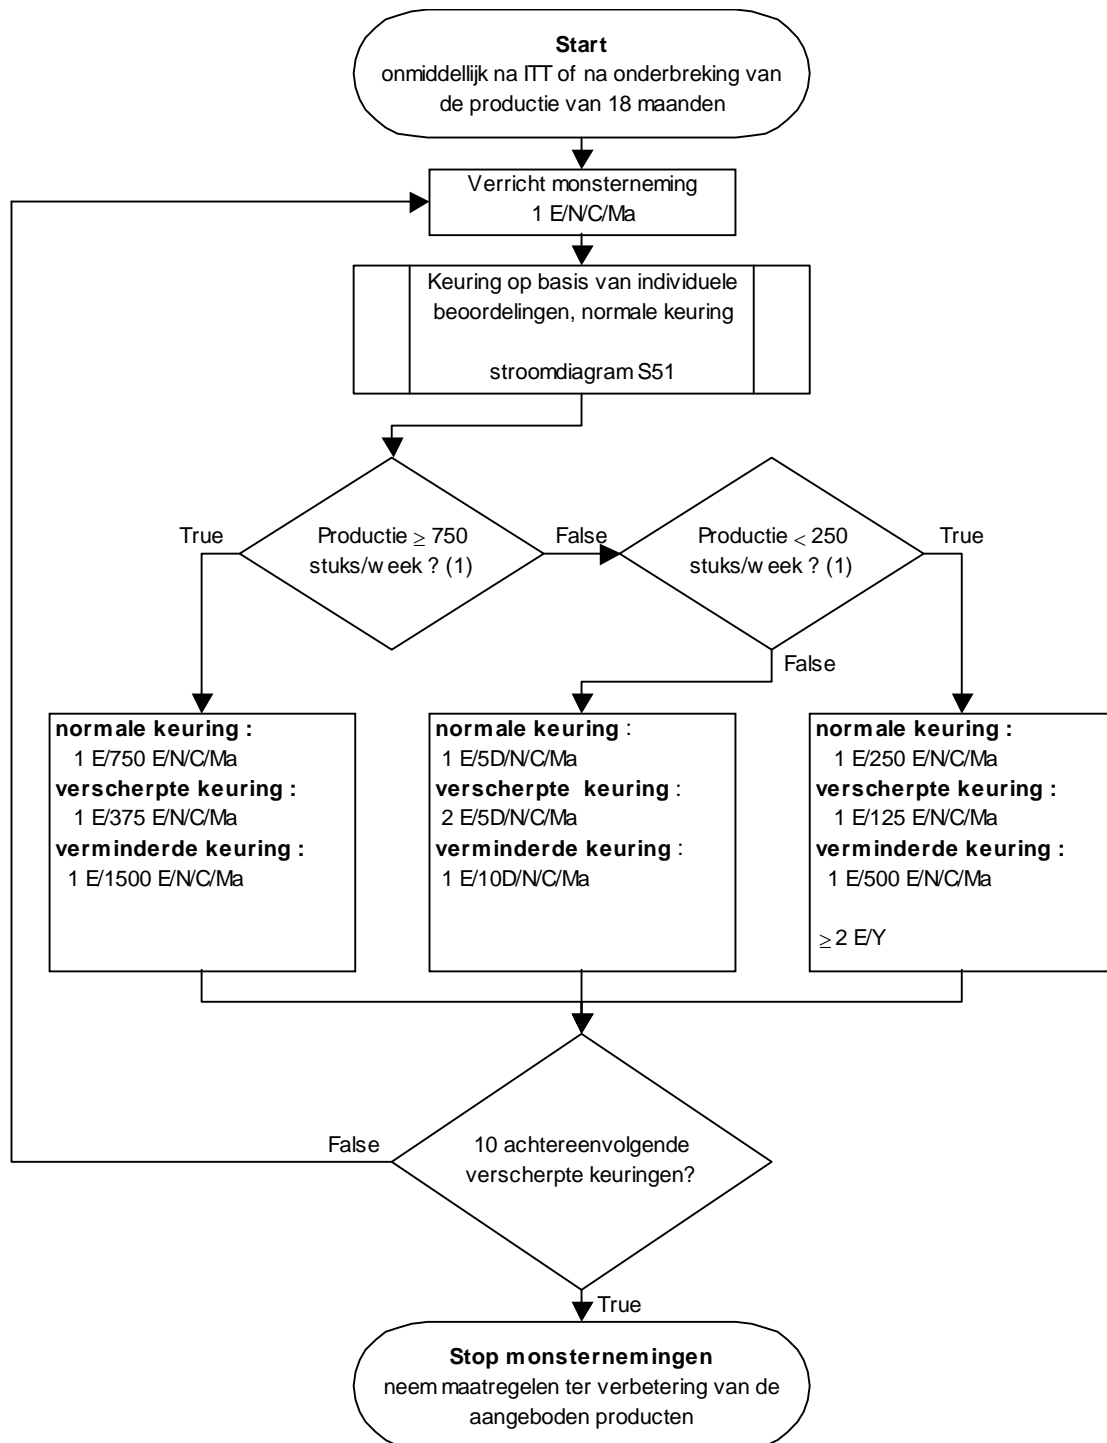 Start
onmiddellijk na ITT of na onderbreking van
de productie van 18 maanden
Verricht monsterneming
1 E/N/C/Ma
Keuring op basis van individuele
beoordelingen, normale keuring
stroomdiagram S51
True
Productie ≥ 750
stuks/week ? (1)
False
Productie < 250
stuks/week ? (1)
True
False
normale keuring :
1 E/750 E/N/C/Ma
verscherpte keuring :
1 E/375 E/N/C/Ma
verminderde keuring :
1 E/1500 E/N/C/Ma
normale keuring :
1 E/5D/N/C/Ma
verscherpte keuring :
2 E/5D/N/C/Ma
verminderde keuring :
1 E/10D/N/C/Ma
normale keuring :
1 E/250 E/N/C/Ma
verscherpte keuring :
1 E/125 E/N/C/Ma
verminderde keuring :
1 E/500 E/N/C/Ma
≥ 2 E/Y
False
10 achtereenvolgende
verscherpte keuringen?
True
Stop monsternemingen
neem maatregelen ter verbetering van de
aangeboden producten